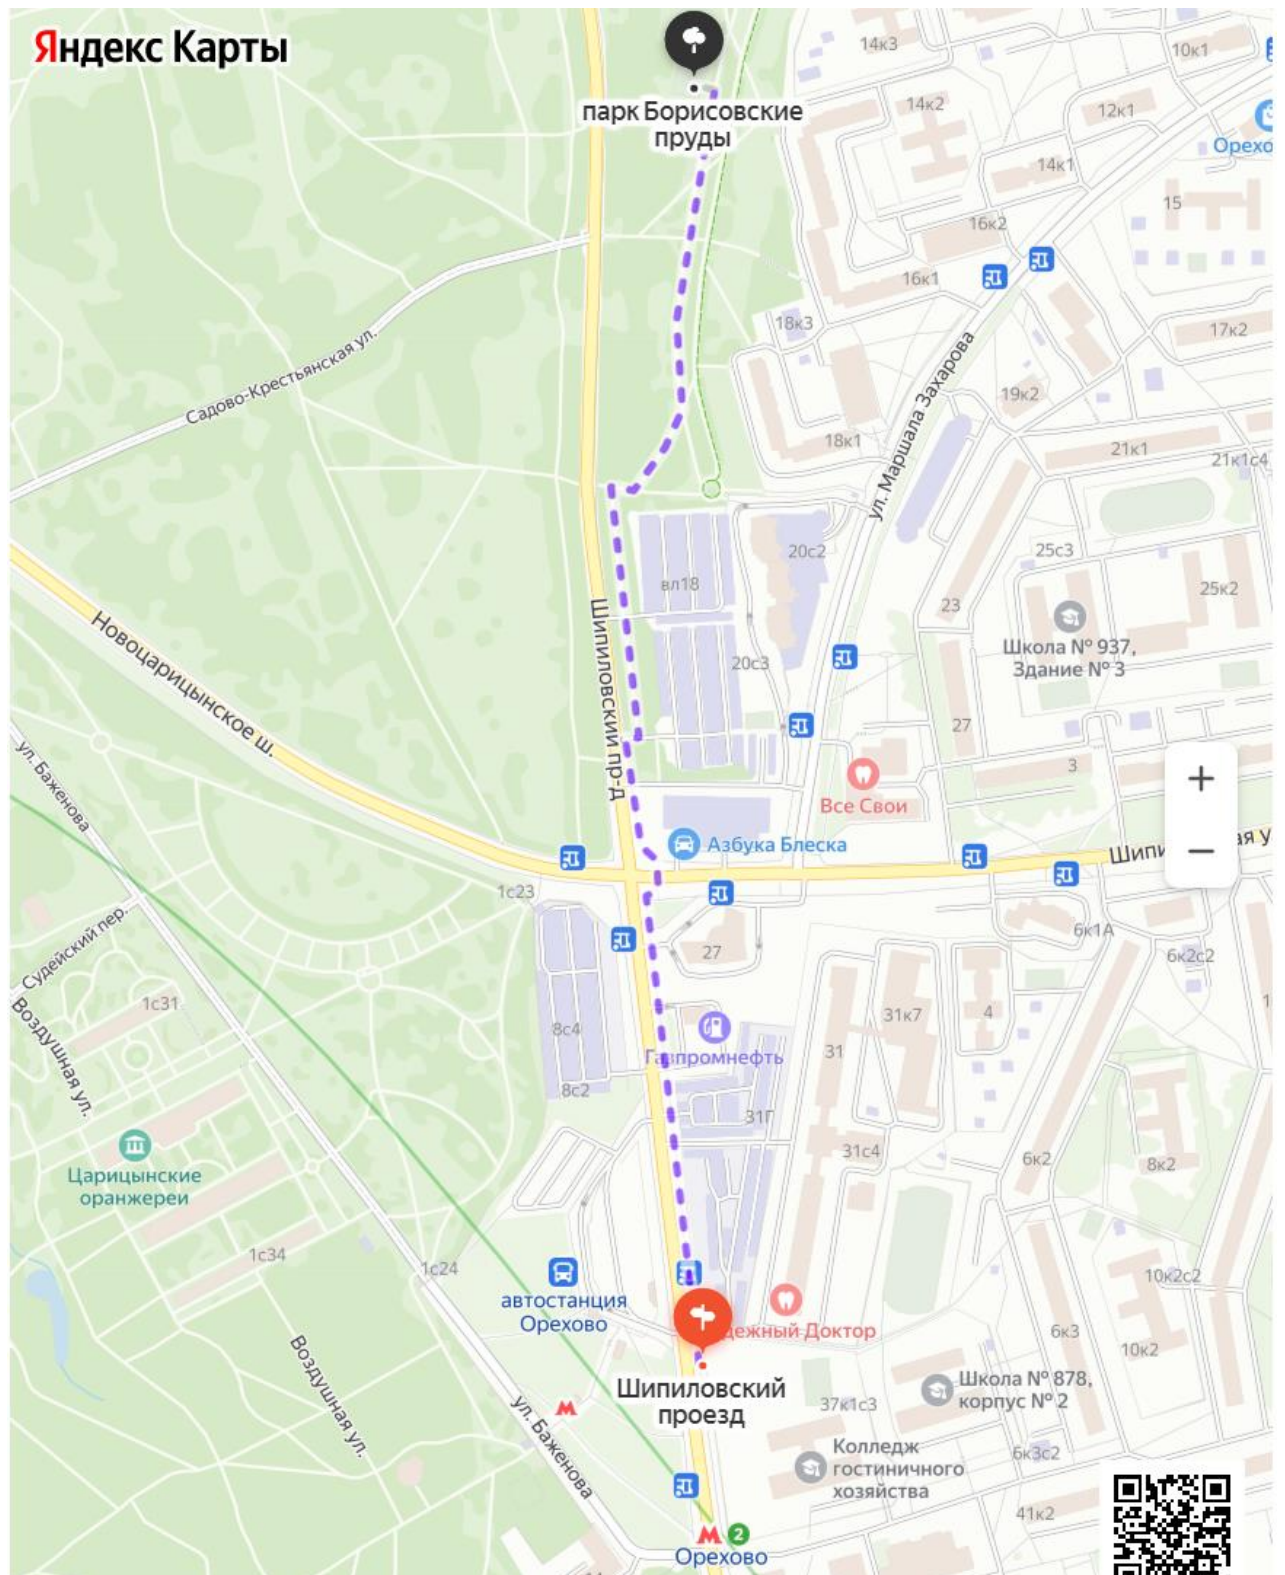 Яндекс Карты
14к3
10к1
парк Борисовские
пруды
14к2
12к1
14к1
15
16к2
16к1
Садово-Крестьянская ул.
18к3
17к2
ул. Маршала Захарова
19к2
18к1
21к1
21к1с4
20с2
25с3
вл18
25к2
23
Новоцарицынское ш.
Шипиловский пр-д
Школа № 937,
Здание № 3
20с3
27
ул. Баженова
3
+
Все Свои
Азбука Блеска
−
1с23
Судейский пер.
27
6к1А
6к2с2
1с31
Воздушная ул.
8с4
31к7
4
Газпромнефть
31
8с2
31Г
31с4
6к2
8к2
Царицынские
оранжереи
1с34
1с24
10к2с2
автостанция
Орехово
6к3
10к2
Воздушная ул.
Шипиловский
проезд
Школа № 878,
корпус № 2
37к1с3
ул. Баженова
Колледж
гостиничного
хозяйства
6к3с2
41к2
2
Орехово